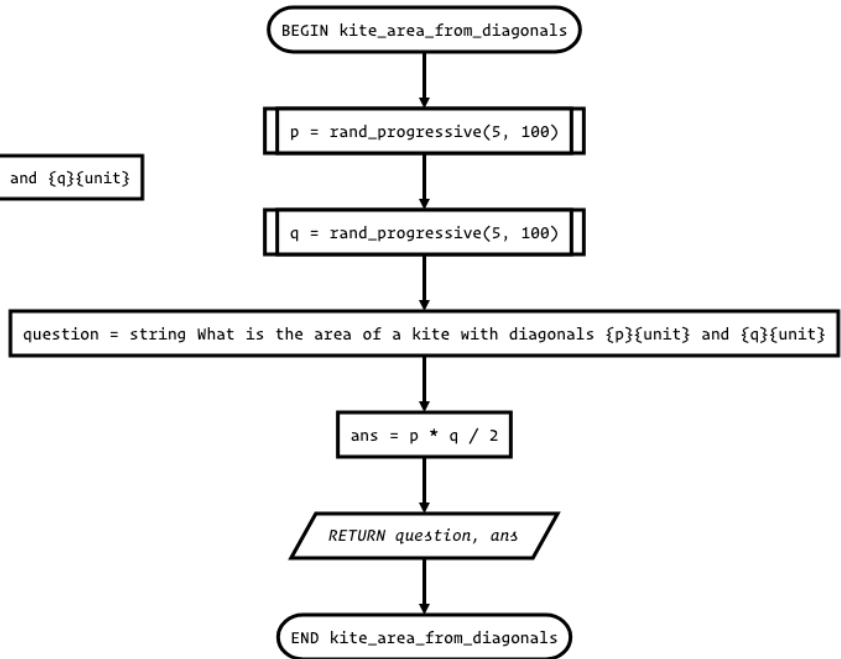 BEGIN kite_area_from_diagonals
p = rand_progressive(5, 100)
and {q}{unit}
q = rand_progressive(5, 100)
question = string What is the area of a kite with diagonals {p}{unit} and {q}{unit}
ans = p * q / 2
RETURN question, ans
END kite_area_from_diagonals